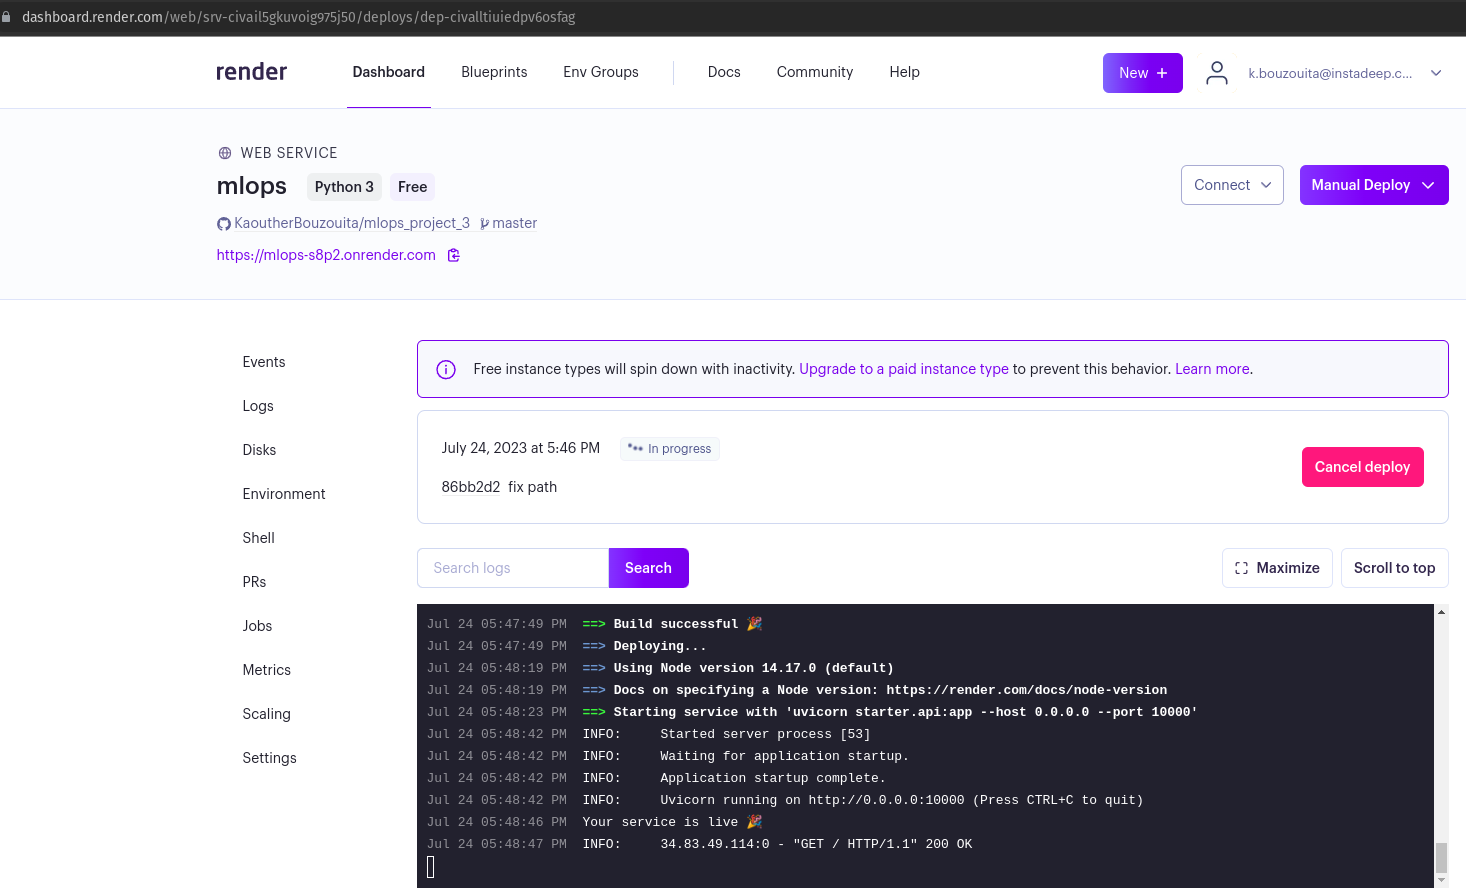 dashboard.render.com/web/srv-civail5gkuvoig975j50/deploys/dep-civalltiuiedpv6osfag
render Dashboard Blueprints Env Groups Docs Community Help New + k.bouzouita@instadeep.c...
WEB SERVICE
mlops Python 3 Free Connect Manual Deploy
KaoutherBouzouita/mlops_project_3 master
https://mlops-s8p2.onrender.com
Events
Logs
Disks
Environment
Shell
PRs
Jobs
Metrics
Scaling
Settings
Free instance types will spin down with inactivity. Upgrade to a paid instance type to prevent this behavior. Learn more.
July 24, 2023 at 5:46 PM In progress
86bb2d2 fix path
Cancel deploy
Search logs Search Maximize Scroll to top
Jul 24 05:47:49 PM ==> Build successful 🎉
Jul 24 05:47:49 PM ==> Deploying...
Jul 24 05:48:19 PM ==> Using Node version 14.17.0 (default)
Jul 24 05:48:19 PM ==> Docs on specifying a Node version: https://render.com/docs/node-version
Jul 24 05:48:23 PM ==> Starting service with 'uvicorn starter.api:app --host 0.0.0.0 --port 10000'
Jul 24 05:48:42 PM INFO: Started server process [53]
Jul 24 05:48:42 PM INFO: Waiting for application startup.
Jul 24 05:48:42 PM INFO: Application startup complete.
Jul 24 05:48:42 PM INFO: Uvicorn running on http://0.0.0.0:10000 (Press CTRL+C to quit)
Jul 24 05:48:46 PM Your service is live 🎉
Jul 24 05:48:47 PM INFO: 34.83.49.114:0 - "GET / HTTP/1.1" 200 OK